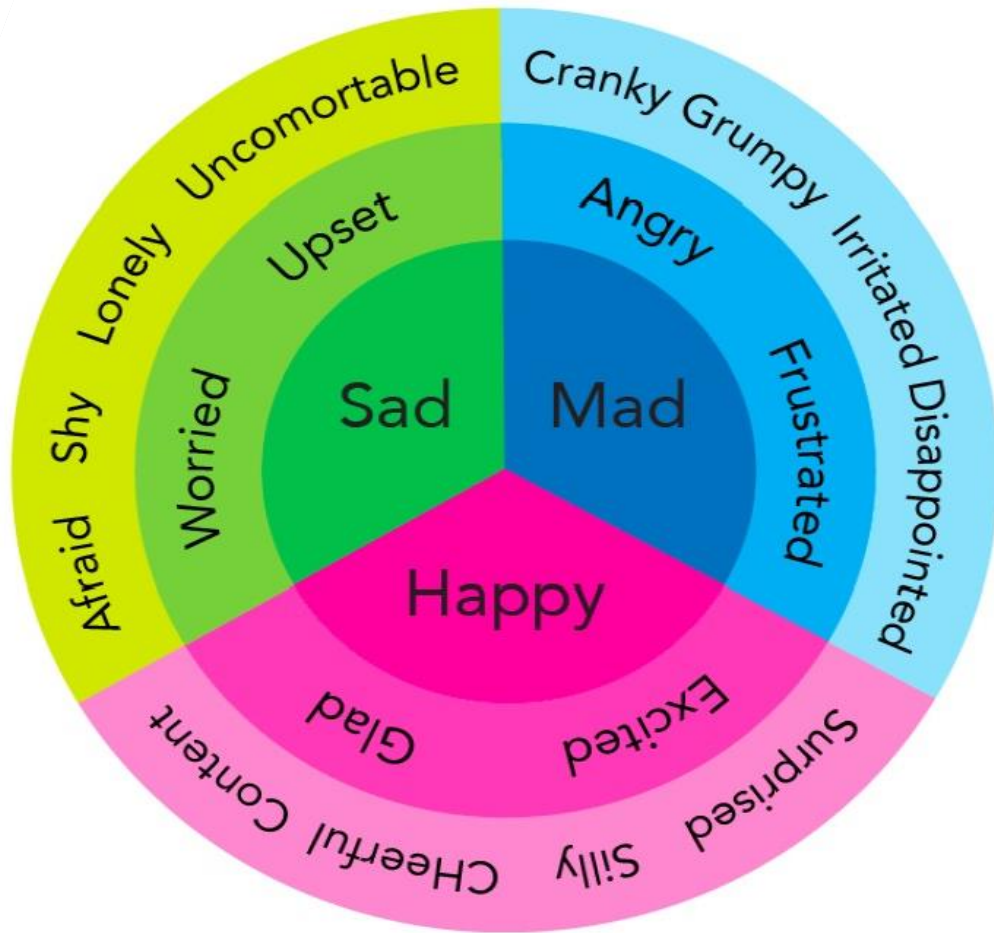 Uncomortable
Cranky
Grumpy
Irritated
Disappointed
Surprised
Silly
CHeerful
Content
Afraid
Shy
Lonely
Upset
Angry
Frustrated
Excited
Glad
Worried
Sad
Mad
Happy